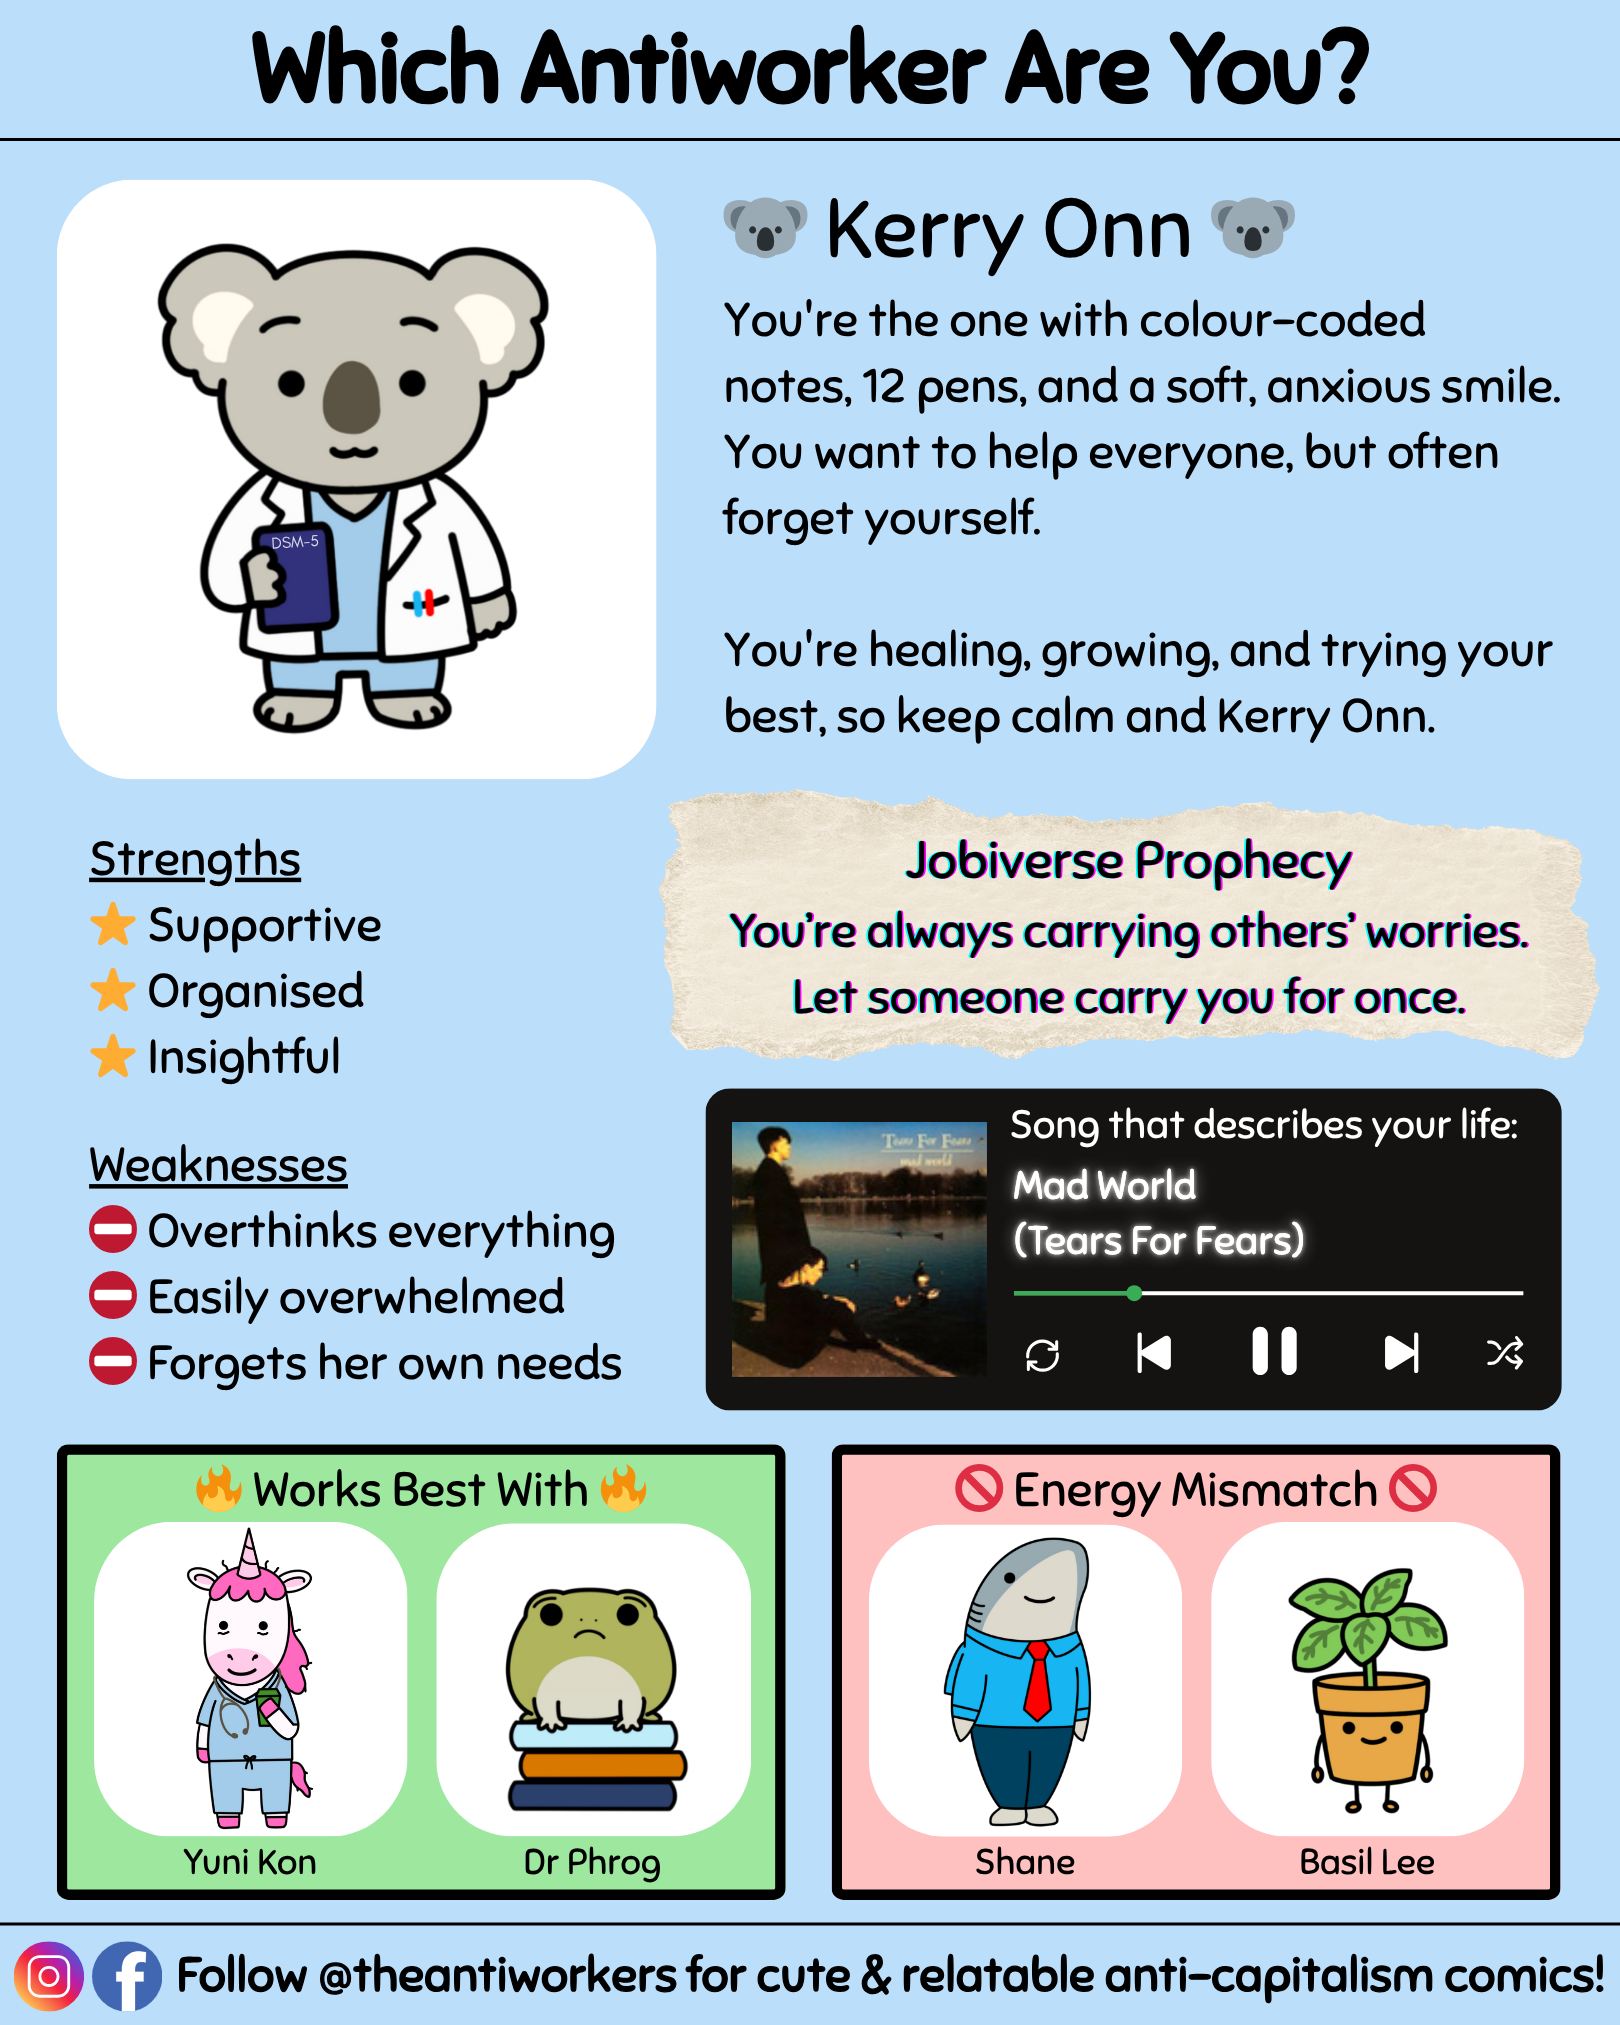 Which Antiworker Are You?
Kerry Onn
You're the one with colour-coded
notes, 12 pens, and a soft, anxious smile.
You want to help everyone, but often
forget yourself.
You're healing, growing, and trying your
best, so keep calm and Kerry Onn.
DSM-5
Strengths
Supportive
Organised
Insightful
Weaknesses
Overthinks everything
Easily overwhelmed
Forgets her own needs
Jobiverse Prophecy
You’re always carrying others’ worries.
Let someone carry you for once.
Tears For Fears
mad world
Song that describes your life:
Mad World
(Tears For Fears)
Works Best With
Yuni Kon
Dr Phrog
Energy Mismatch
Shane
Basil Lee
Follow @theantiworkers for cute & relatable anti-capitalism comics!